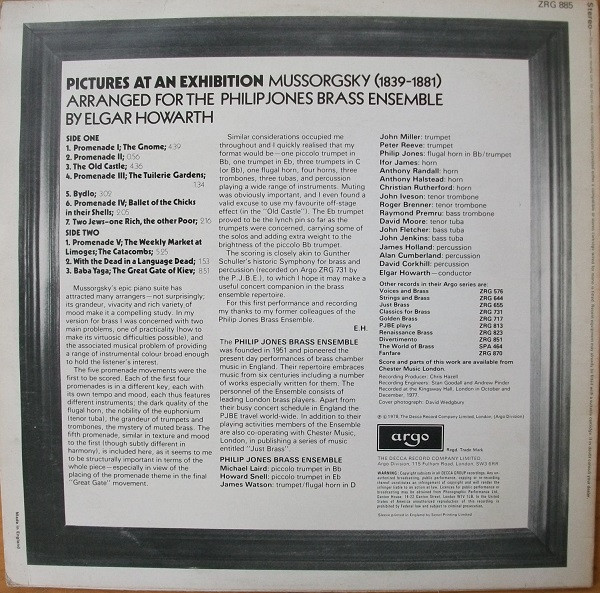 ZRG 885
PICTURES AT AN EXHIBITION MUSSORGSKY (1839-1881)
ARRANGED FOR THE PHILIP JONES BRASS ENSEMBLE
BY ELGAR HOWARTH
SIDE ONE
1. Promenade I; The Gnome; 4.39
2. Promenade II; 0.56
3. The Old Castle; 4.36
4. Promenade III; The Tuilerie Gardens;
1.34
5. Bydlo; 3.02
6. Promenade IV; Ballet of the Chicks
in their Shells; 2.05
7. Two Jews-one Rich, the other Poor; 2.16
SIDE TWO
1. Promenade V; The Weekly Market at
Limoges; The Catacombs; 5.25
2. With the Dead in a Language Dead; 1.53
3. Baba Yaga; The Great Gate of Kiev; 8.51
Mussorgsky's epic piano suite has
attracted many arrangers—not surprisingly;
its grandeur, vivacity and rich variety of
mood make it a compelling study. In my
version for brass I was concerned with two
main problems, one of practicality (how to
make its virtuosic difficulties possible), and
the associated musical problem of providing
a range of instrumental colour broad enough
to hold the listener's interest.
The five promenade movements were the
first to be scored. Each of the first four
promenades is in a different key, each with
its own tempo and mood, each thus features
different instruments; the dark quality of the
flugal horn, the nobility of the euphonium
(tenor tuba), the grandeur of trumpets and
trombones, the mystery of muted brass. The
fifth promenade, similar in texture and mood
to the first (though subtly different in
harmony), is included here, as it seems to me
to be structurally important in terms of the
whole piece—especially in view of the
placing of the promenade theme in the final
"Great Gate" movement.
Similar considerations occupied me
throughout and I quickly realised that my
format would be—one piccolo trumpet in
Bb, one trumpet in Eb, three trumpets in C
(or Bb), one flugal horn, four horns, three
trombones, three tubas, and percussion
playing a wide range of instruments. Muting
was obviously important, and I even found a
valid excuse to use my favourite off-stage
effect (in the "Old Castle"). The Eb trumpet
proved to be the lynch pin so far as the
trumpets were concerned, carrying some of
the solos and adding extra weight to the
brightness of the piccolo Bb trumpet.
The scoring is closely akin to Gunther
Schuller's historic Symphony for brass and
percussion (recorded on Argo ZRG 731 by
the P.J.B.E.), to which I hope it may make a
useful concert companion in the brass
ensemble repertoire.
For this first performance and recording
my thanks to my former colleagues of the
Philip Jones Brass Ensemble.
E.H.
The PHILIP JONES BRASS ENSEMBLE
was founded in 1951 and pioneered the
present day performances of brass chamber
music in England. Their repertoire embraces
music from six centuries including a number
of works especially written for them. The
personnel of the Ensemble consists of
leading London brass players. Apart from
their busy concert schedule in England the
PJBE travel world-wide. In addition to their
playing activities members of the Ensemble
are also co-operating with Chester Music,
London, in publishing a series of music
entitled "Just Brass".
PHILIP JONES BRASS ENSEMBLE
Michael Laird: piccolo trumpet in Bb
Howard Snell: piccolo trumpet in Eb
James Watson: trumpet/flugal horn in D
John Miller: trumpet
Peter Reeve: trumpet
Philip Jones: flugal horn in Bb/trumpet
Ifor James: horn
Anthony Randall: horn
Anthony Halstead: horn
Christian Rutherford: horn
John Iveson: tenor trombone
Roger Brenner: tenor trombone
Raymond Premru: bass trombone
David Moore: tenor tuba
John Fletcher: bass tuba
John Jenkins: bass tuba
James Holland: percussion
Alan Cumberland: percussion
David Corkhill: percussion
Elgar Howarth—conductor
Other records in their Argo series are:
Voices and Brass ZRG 576
Strings and Brass ZRG 644
Just Brass ZRG 655
Classics for Brass ZRG 731
Golden Brass ZRG 717
PJBE plays ZRG 813
Renaissance Brass ZRG 823
Divertimento ZRG 851
The World of Brass SPA 464
Fanfare ZRG 870
Score and parts of this work are available from
Chester Music London.
Recording Producer: Chris Hazell
Recording Engineers: Stan Goodall and Andrew Pinder
Recorded at the Kingsway Hall, London in October and
December, 1977.
Cover photograph: David Wedgbury
℗ © 1978, The Decca Record Company Limited, London. (Argo Division)
argo
Regd. Trade Mark
THE DECCA RECORD COMPANY LIMITED.
Argo Division, 115 Fulham Road, London, SW3 6RR
Made in England
Stereo